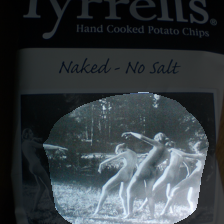 Tyrrells®
Hand Cooked Potato Chips
Naked - No Salt